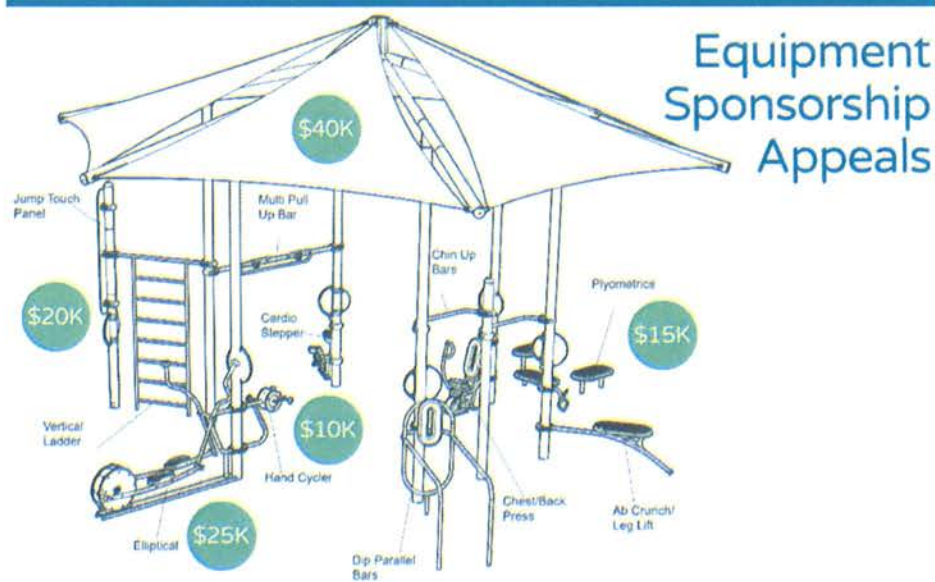 Equipment
Sponsorship
Appeals
$40K
Jump Touch
Panel
Multi Pull
Up Bar
Chin Up
Bars
Plyometrics
$20K
Cardio
Stepper
$15K
Vertical
Ladder
$10K
Hand Cycler
Elliptical
$25K
Chest/Back
Press
Ab Crunch/
Leg Lift
Dip Parallel
Bars